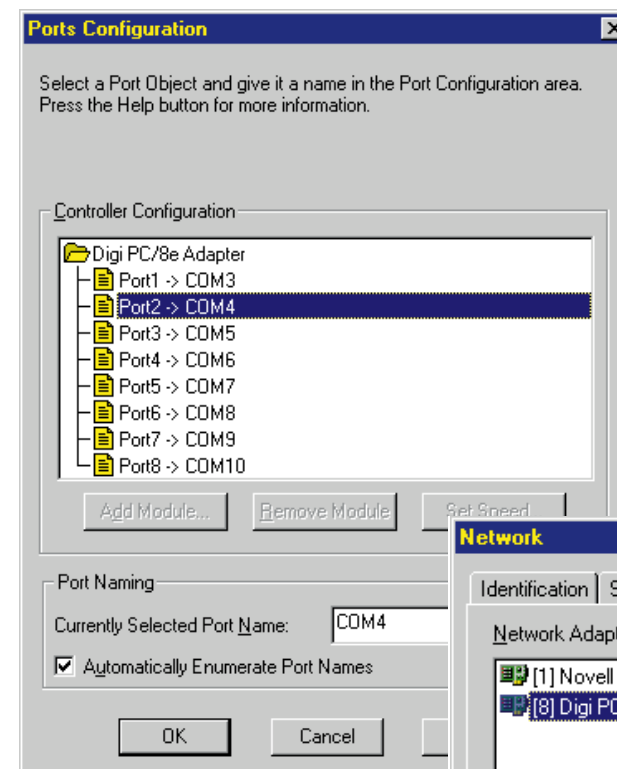 Ports Configuration
Select a Port Object and give it a name in the Port Configuration area.
Press the Help button for more information.
Controller Configuration
Digi PC/8e Adapter
Port1 -> COM3
Port2 -> COM4
Port3 -> COM5
Port4 -> COM6
Port5 -> COM7
Port6 -> COM8
Port7 -> COM9
Port8 -> COM10
Add Module... Remove Module Set Speed
Port Naming
Currently Selected Port Name: COM4
Automatically Enumerate Port Names
OK Cancel
Network
Identification S
Network Adapt
[1] Novell
[8] Digi PC